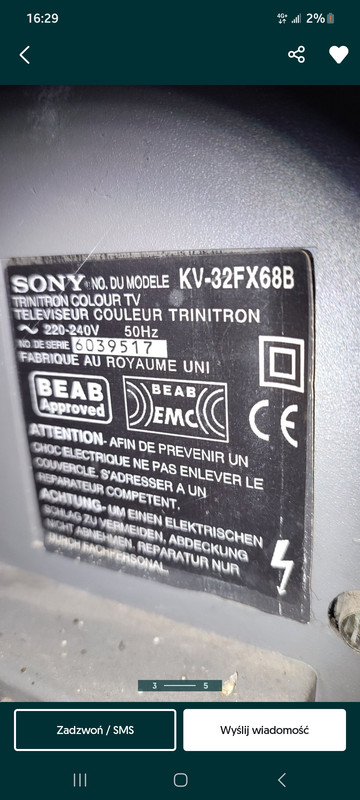 16:29
4G+
2%
SONY® NO. DU MODELE KV-32FX68B
TRINITRON COLOUR TV
TELEVISEUR COULEUR TRINITRON
~ 220-240V 50Hz
NO. DE SERIE 6039517
FABRIQUE AU ROYAUME UNI
BEAB
Approved
BEAB
EMC
CE
ATTENTION- AFIN DE PREVENIR UN
CHOC ELECTRIQUE NE PAS ENLEVER LE
COUVERCLE. S'ADRESSER A UN
REPARATEUR COMPETENT.
ACHTUNG- UM EINEN ELEKTRISCHEN
SCHLAG ZU VERMEIDEN, ABDECKUNG
NICHT ABNEHMEN. REPARATUR NUR
DURCH FACHPERSONAL
3 5
Zadzwoń / SMS
Wyślij wiadomość